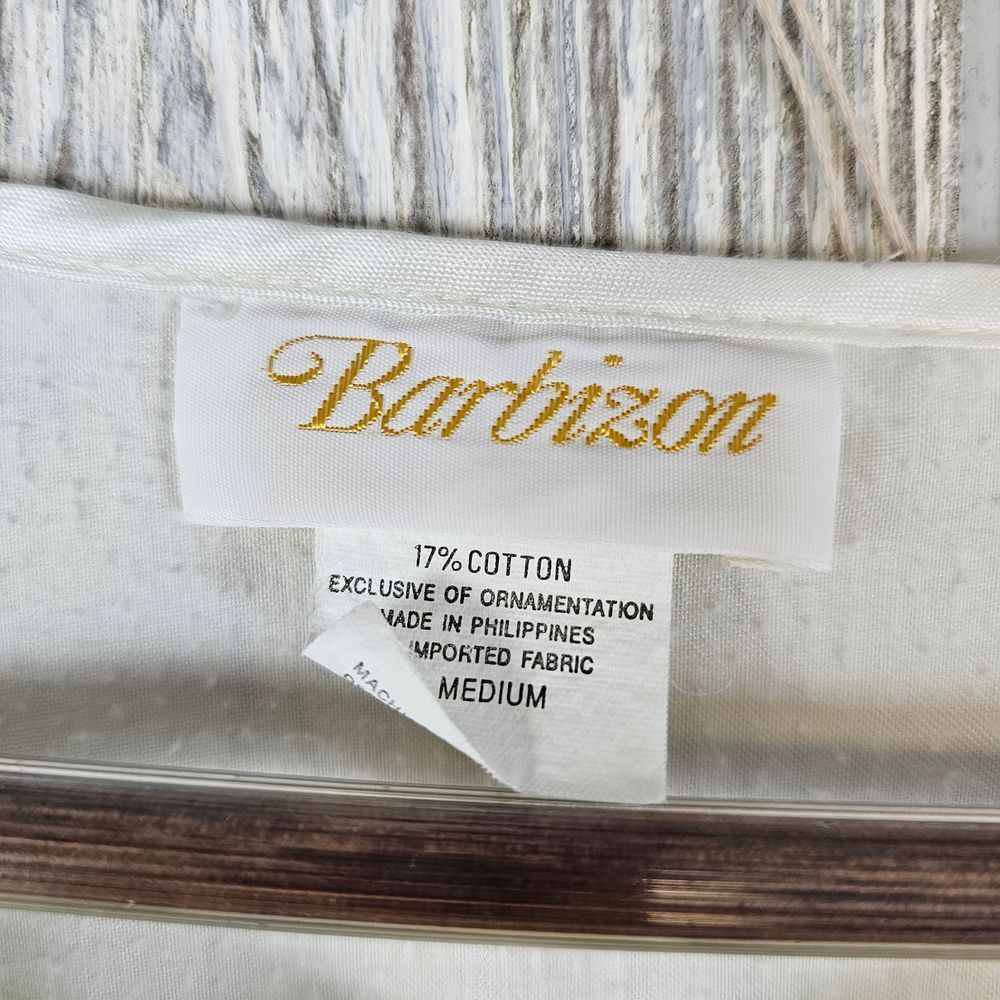 Barbizon
17% COTTON
EXCLUSIVE OF ORNAMENTATION
MADE IN PHILIPPINES
IMPORTED FABRIC
MEDIUM